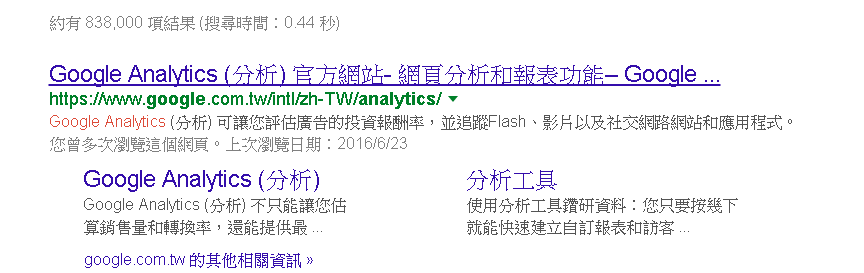 約有 838,000 項結果 (搜尋時間：0.44 秒)
Google Analytics (分析) 官方網站- 網頁分析和報表功能– Google ...
https://www.google.com.tw/intl/zh-TW/analytics/
Google Analytics (分析) 可讓您評估廣告的投資報酬率，並追蹤Flash、影片以及社交網路網站和應用程式。
您曾多次瀏覽這個網頁。上次瀏覽日期：2016/6/23
Google Analytics (分析) 分析工具
Google Analytics (分析) 不只能讓您估 使用分析工具鑽研資料：您只要按幾下
算銷售量和轉換率，還能提供最 ... 就能快速建立自訂報表和訪客 ...
google.com.tw 的其他相關資訊 »